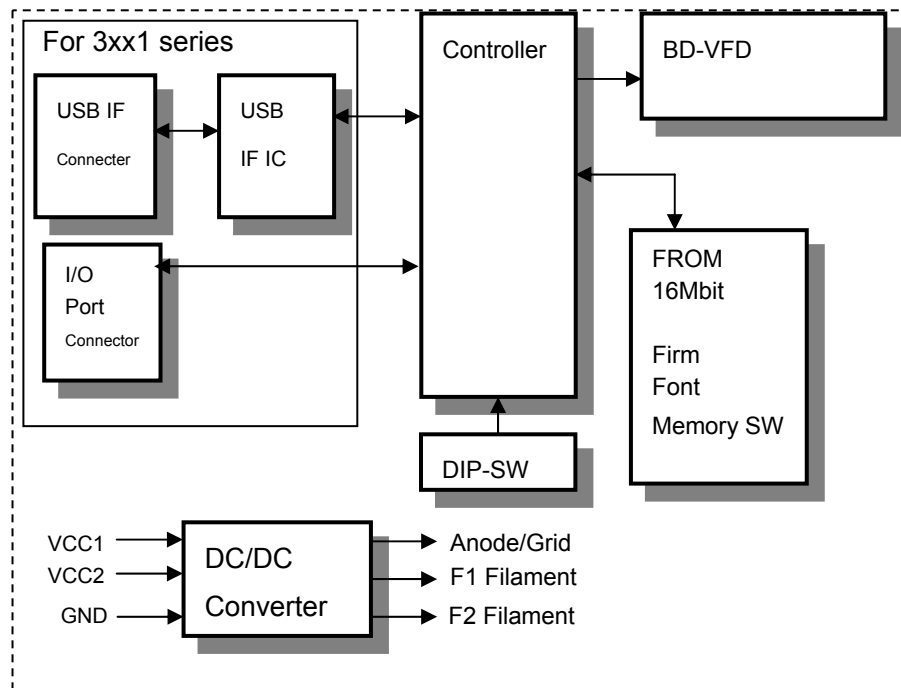 For 3xx1 series
USB IF
Connecter
USB
IF IC
I/O
Port
Connector
Controller
BD-VFD
FROM
16Mbit
Firm
Font
Memory SW
DIP-SW
VCC1
VCC2
GND
DC/DC
Converter
Anode/Grid
F1 Filament
F2 Filament